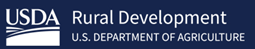 USDA
Rural Development
U.S. DEPARTMENT OF AGRICULTURE